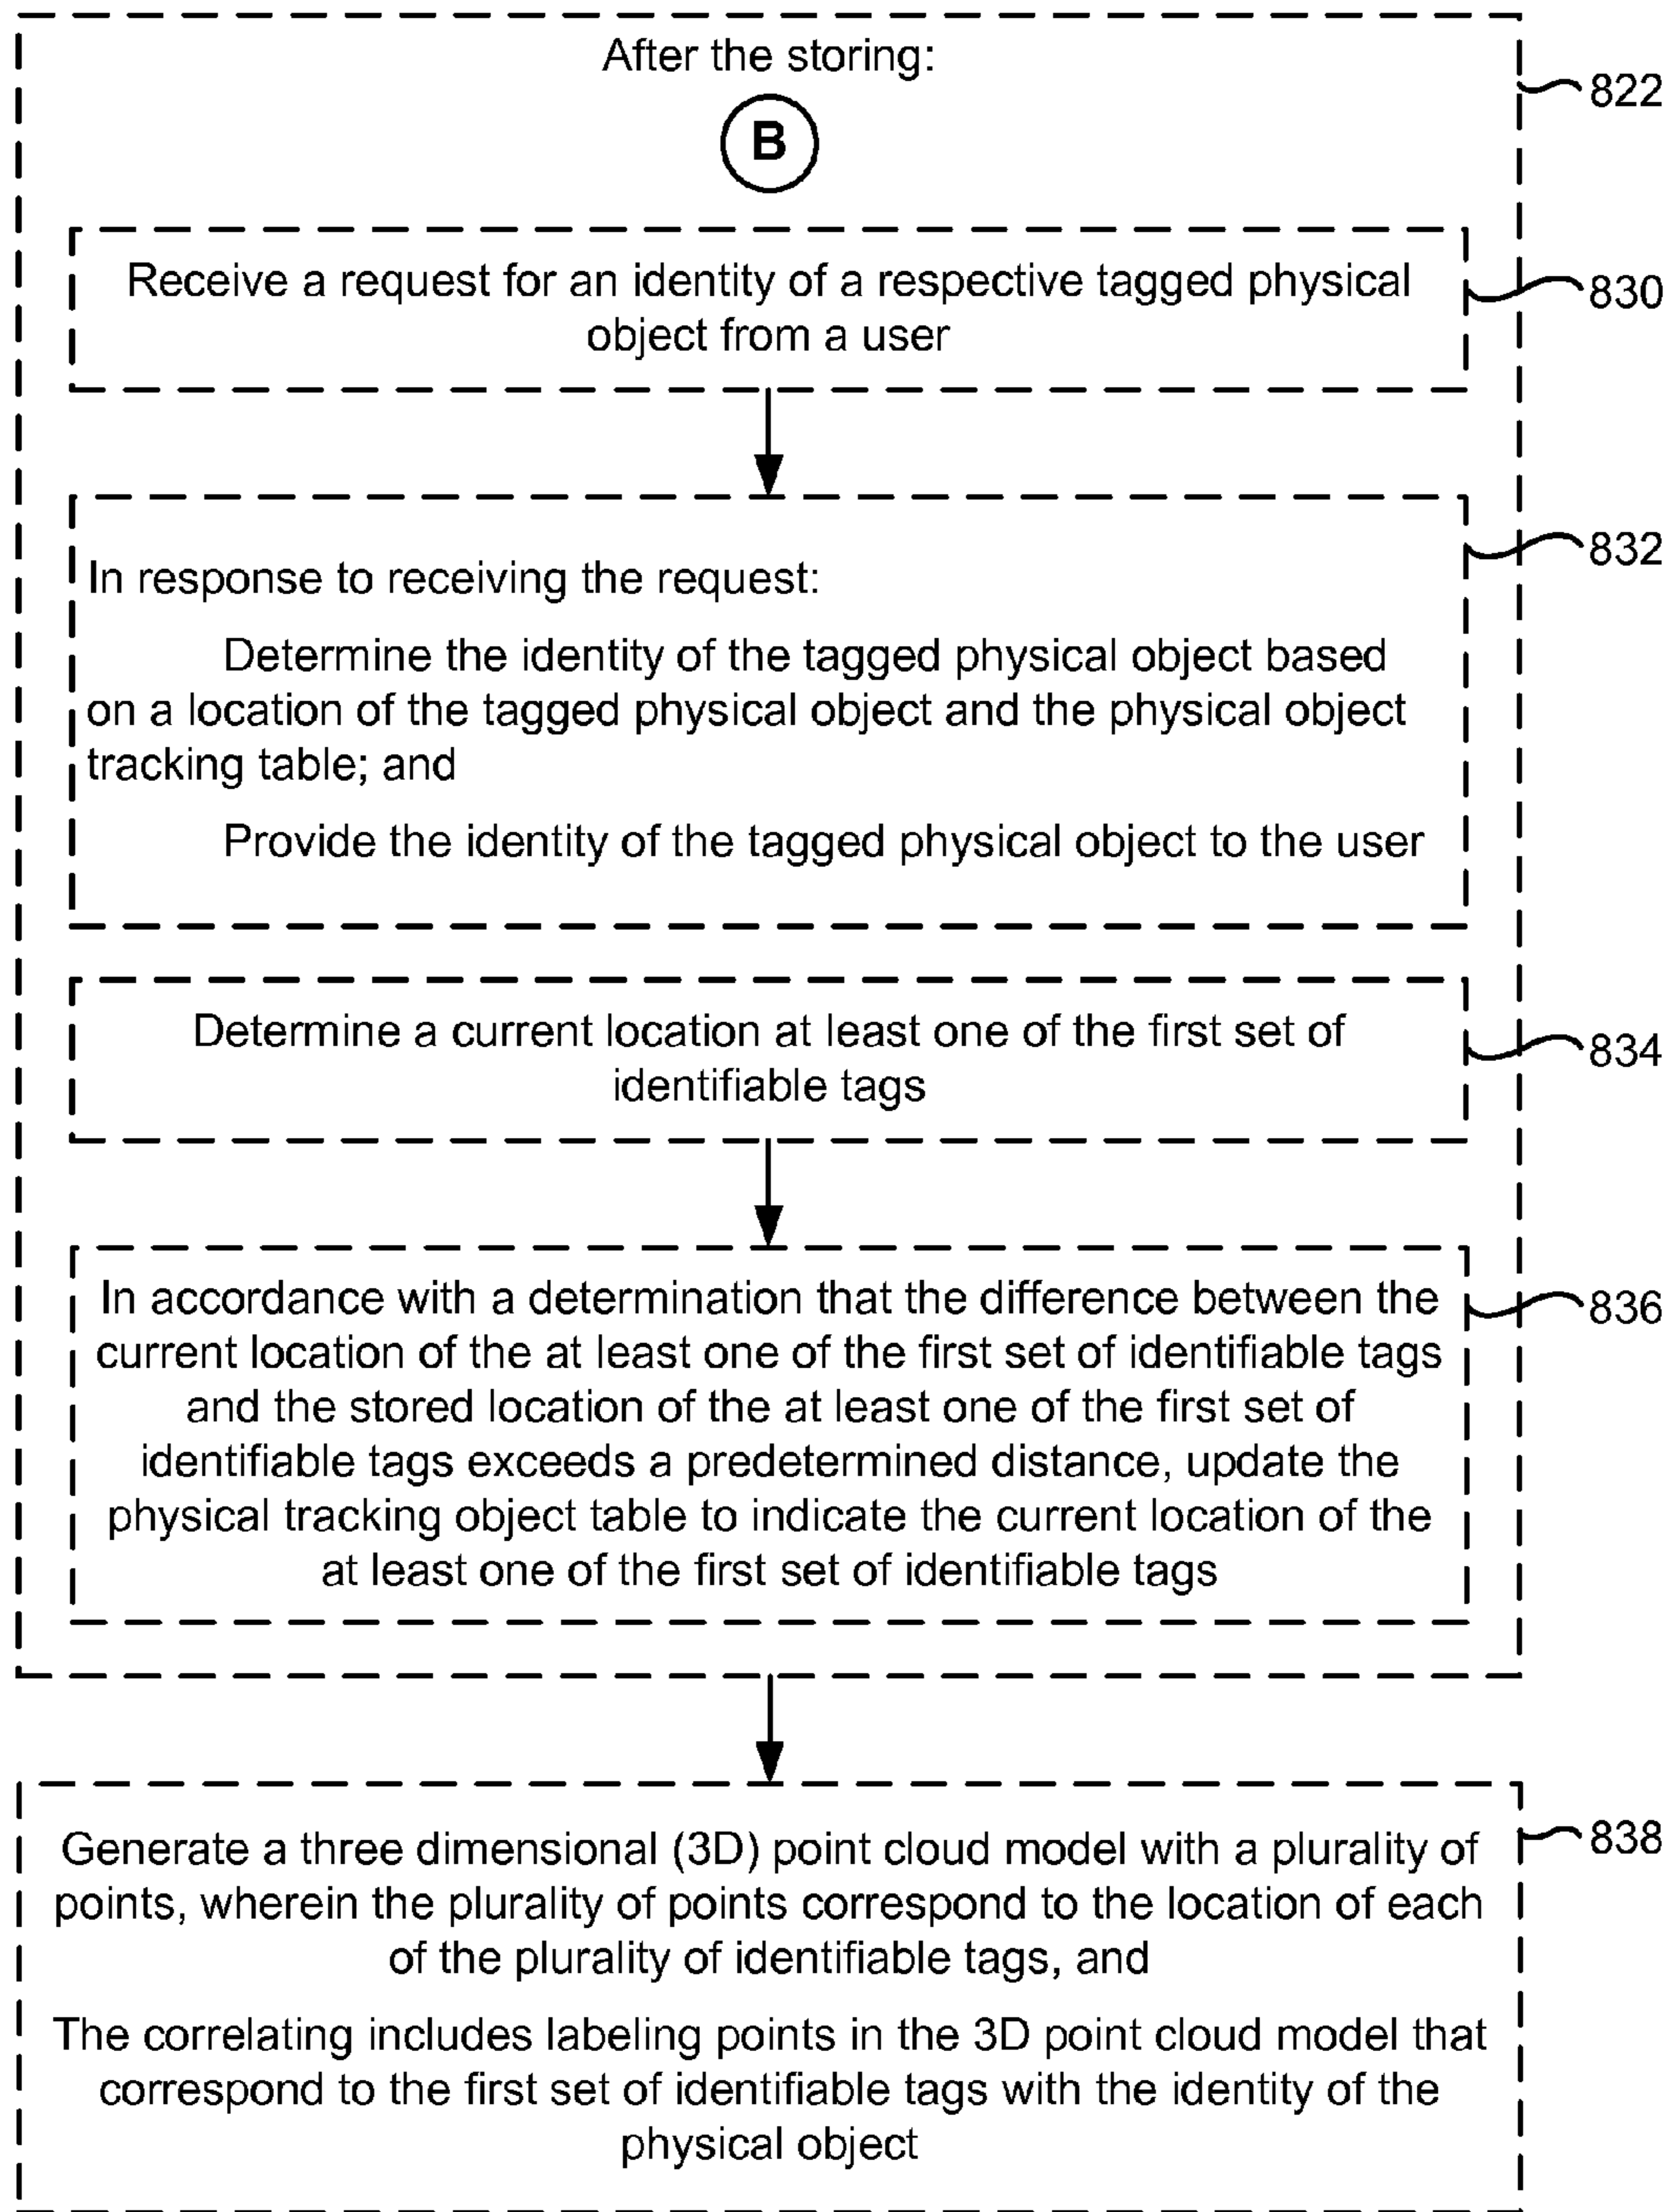 After the storing:
822
B
Receive a request for an identity of a respective tagged physical
object from a user
830
In response to receiving the request:
832
Determine the identity of the tagged physical object based
on a location of the tagged physical object and the physical object
tracking table; and
Provide the identity of the tagged physical object to the user
Determine a current location at least one of the first set of
identifiable tags
834
In accordance with a determination that the difference between the
836
current location of the at least one of the first set of identifiable tags
and the stored location of the at least one of the first set of
identifiable tags exceeds a predetermined distance, update the
physical tracking object table to indicate the current location of the
at least one of the first set of identifiable tags
Generate a three dimensional (3D) point cloud model with a plurality of
838
points, wherein the plurality of points correspond to the location of each
of the plurality of identifiable tags, and
The correlating includes labeling points in the 3D point cloud model that
correspond to the first set of identifiable tags with the identity of the
physical object